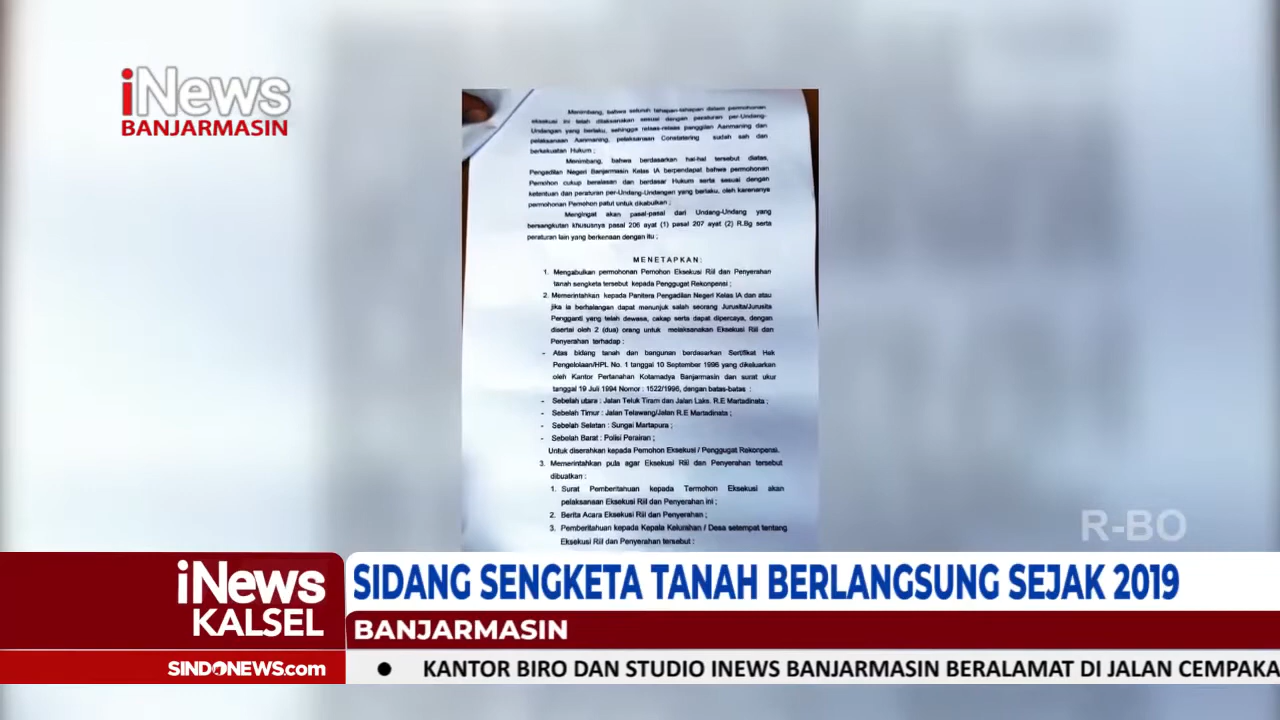 iNews
BANJARMASIN
Menimbang, bahwa seluruh tahapan-tahapan dalam permohonan
eksekusi ini telah dilaksanakan sesuai dengan peraturan per-Undang-
Undangan yang berlaku, sehingga relaas-relaas panggilan Aanmaning dan
pelaksanaan Aanmaning, pelaksanaan Constatering sudah sah dan
berkekuatan Hukum ;
Menimbang, bahwa berdasarkan hal-hal tersebut diatas,
Pengadilan Negeri Banjarmasin Kelas IA berpendapat bahwa permohonan
Pemohon cukup beralasan dan berdasar Hukum serta sesuai dengan
ketentuan dan peraturan per-Undang-Undangan yang berlaku, oleh karenanya
permohonan Pemohon patut untuk dikabulkan ;
Mengingat akan pasal-pasal dari Undang-Undang yang
bersangkutan khususnya pasal 206 ayat (1) pasal 207 ayat (2) R.Bg serta
peraturan lain yang berkenaan dengan itu ;
MENETAPKAN:
1. Mengabulkan permohonan Pemohon Eksekusi Riil dan Penyerahan
tanah sengketa tersebut kepada Penggugat Rekonpensi ;
2. Memerintahkan kepada Panitera Pengadilan Negeri Kelas IA dan atau
jika ia berhalangan dapat menunjuk salah seorang Jurusita/Jurusita
Pengganti yang telah dewasa, cakap serta dapat dipercaya, dengan
disertai oleh 2 (dua) orang untuk melaksanakan Eksekusi Riil dan
Penyerahan terhadap :
- Atas bidang tanah dan bangunan berdasarkan Sertifikat Hak
Pengelolaan/HPL No. 1 tanggal 10 September 1996 yang dikeluarkan
oleh Kantor Pertanahan Kotamadya Banjarmasin dan surat ukur
tanggal 19 Juli 1994 Nomor : 1522/1996, dengan batas-batas :
- Sebelah utara : Jalan Teluk Tiram dan Jalan Laks. R.E Martadinata ;
- Sebelah Timur : Jalan Telawang/Jalan R.E Martadinata ;
- Sebelah Selatan : Sungai Martapura ;
- Sebelah Barat : Polisi Perairan ;
Untuk diserahkan kepada Pemohon Eksekusi / Penggugat Rekonpensi.
3. Memerintahkan pula agar Eksekusi Riil dan Penyerahan tersebut
dibuatkan :
1. Surat Pemberitahuan kepada Termohon Eksekusi akan
pelaksanaan Eksekusi Riil dan Penyerahan ini ;
2. Berita Acara Eksekusi Riil dan Penyerahan ;
3. Pemberitahuan kepada Kepala Kelurahan / Desa setempat tentang
Eksekusi Riil dan Penyerahan tersebut :
R-BO
iNews
KALSEL
SIDANG SENGKETA TANAH BERLANGSUNG SEJAK 2019
BANJARMASIN
SINDONEWS.com
● KANTOR BIRO DAN STUDIO INEWS BANJARMASIN BERALAMAT DI JALAN CEMPAKA